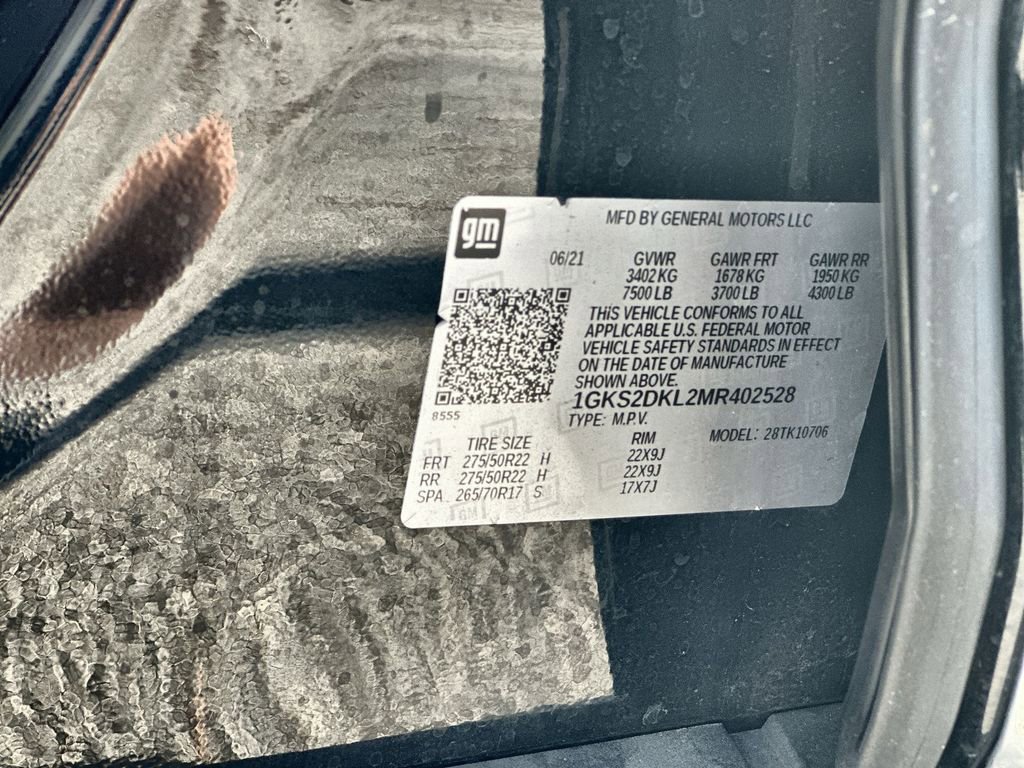 gm
MFD BY GENERAL MOTORS LLC
06/21 GVWR GAWR FRT GAWR RR
3402 KG 1678 KG 1950 KG
7500 LB 3700 LB 4300 LB
THIS VEHICLE CONFORMS TO ALL
APPLICABLE U.S. FEDERAL MOTOR
VEHICLE SAFETY STANDARDS IN EFFECT
ON THE DATE OF MANUFACTURE
SHOWN ABOVE.
8555
1GKS2DKL2MR402528
TYPE: M.P.V.
MODEL: 28TK10706
TIRE SIZE RIM
FRT 275/50R22 H 22X9J
RR 275/50R22 H 22X9J
SPA 265/70R17 S 17X7J